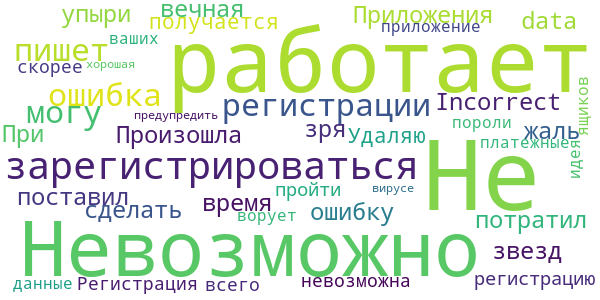 упыри вечная Приложения
получается приложение data
пишет ваших работает
скорее хорошая
ошибка ящиков
могу предупредить регистрации Incorrect
При Произошла зря Удаляю пороли жаль
зарегистрироваться Не платежные
идея
поставил пройти вирусе
сделать время ворует ошибку потратил
Невозможно звезд
данные Регистрация всего невозможна регистрацию